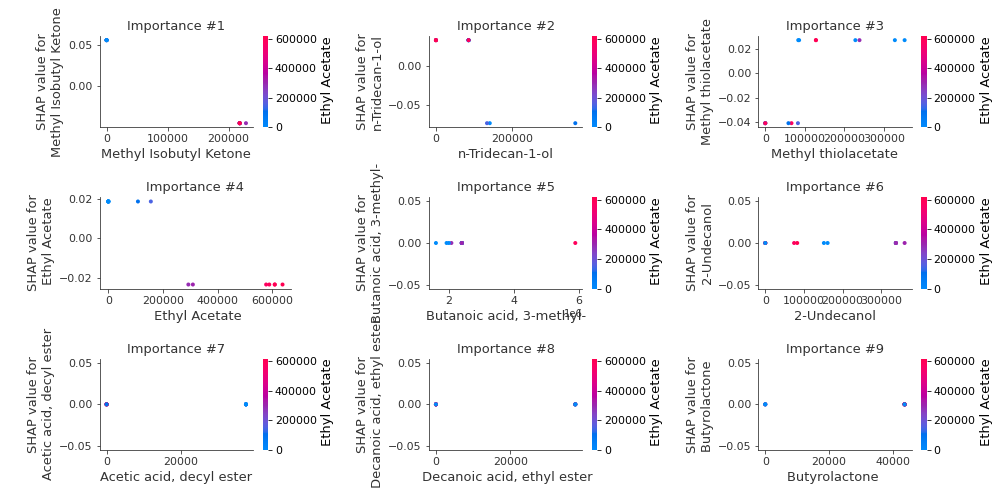 Importance #1
SHAP value for
Methyl Isobutyl Ketone
0.05
0.00
0
100000
200000
Methyl Isobutyl Ketone
600000
400000
200000
0
Ethyl Acetate
Importance #2
SHAP value for
n-Tridecan-1-ol
0.00
−0.05
0
200000
n-Tridecan-1-ol
600000
400000
200000
0
Ethyl Acetate
Importance #3
SHAP value for
Methyl thiolacetate
0.02
0.00
−0.02
−0.04
0
100000
200000
300000
Methyl thiolacetate
600000
400000
200000
0
Ethyl Acetate
Importance #4
SHAP value for
Ethyl Acetate
0.02
0.00
−0.02
0
200000
400000
600000
Ethyl Acetate
Importance #5
SHAP value for
Butanoic acid, 3-methyl-
0.05
0.00
−0.05
2
4
6
1e6
Butanoic acid, 3-methyl-
600000
400000
200000
0
Ethyl Acetate
Importance #6
SHAP value for
2-Undecanol
0.05
0.00
−0.05
0
100000
200000
300000
2-Undecanol
600000
400000
200000
0
Ethyl Acetate
Importance #7
SHAP value for
Acetic acid, decyl ester
0.05
0.00
−0.05
0
20000
Acetic acid, decyl ester
600000
400000
200000
0
Ethyl Acetate
Importance #8
SHAP value for
Decanoic acid, ethyl ester
0.05
0.00
−0.05
0
20000
Decanoic acid, ethyl ester
600000
400000
200000
0
Ethyl Acetate
Importance #9
SHAP value for
Butyrolactone
0.05
0.00
−0.05
0
20000
40000
Butyrolactone
600000
400000
200000
0
Ethyl Acetate